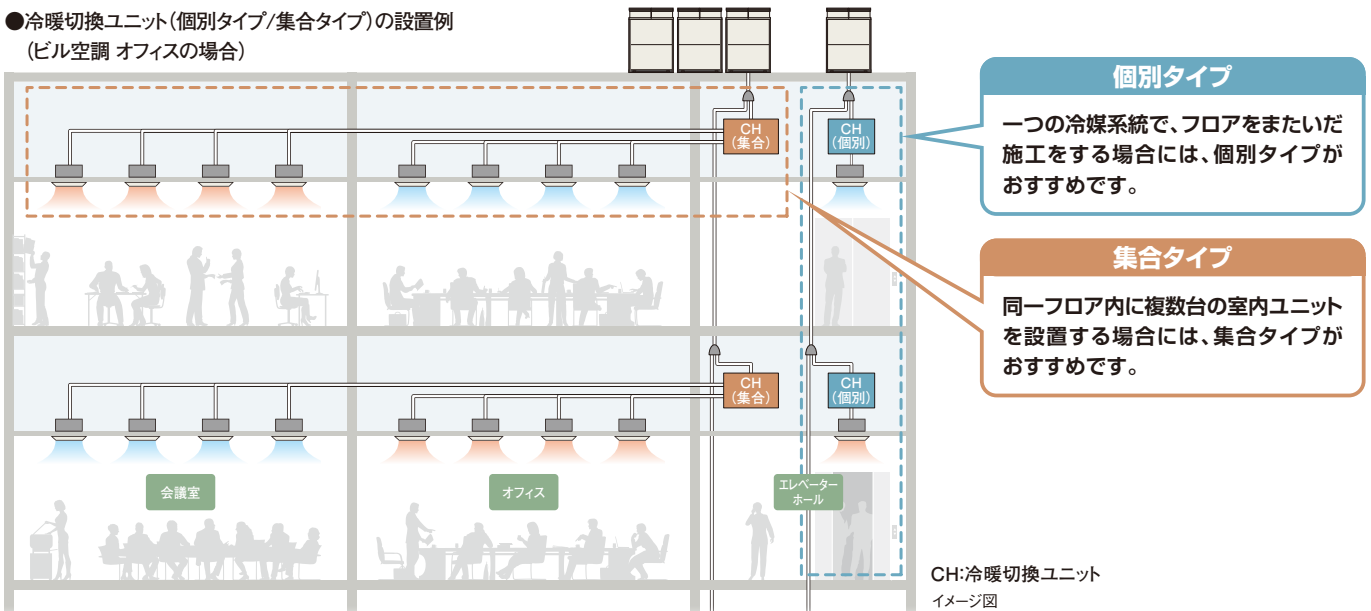 ●冷暖切換ユニット(個別タイプ/集合タイプ)の設置例
(ビル空調 オフィスの場合)
CH
(集合)
CH
(個別)
個別タイプ
一つの冷媒系統で、フロアをまたいだ
施工をする場合には、個別タイプが
おすすめです。
集合タイプ
同一フロア内に複数台の室内ユニット
を設置する場合には、集合タイプが
おすすめです。
CH
(集合)
CH
(個別)
会議室
オフィス
エレベーター
ホール
CH:冷暖切換ユニット
イメージ図